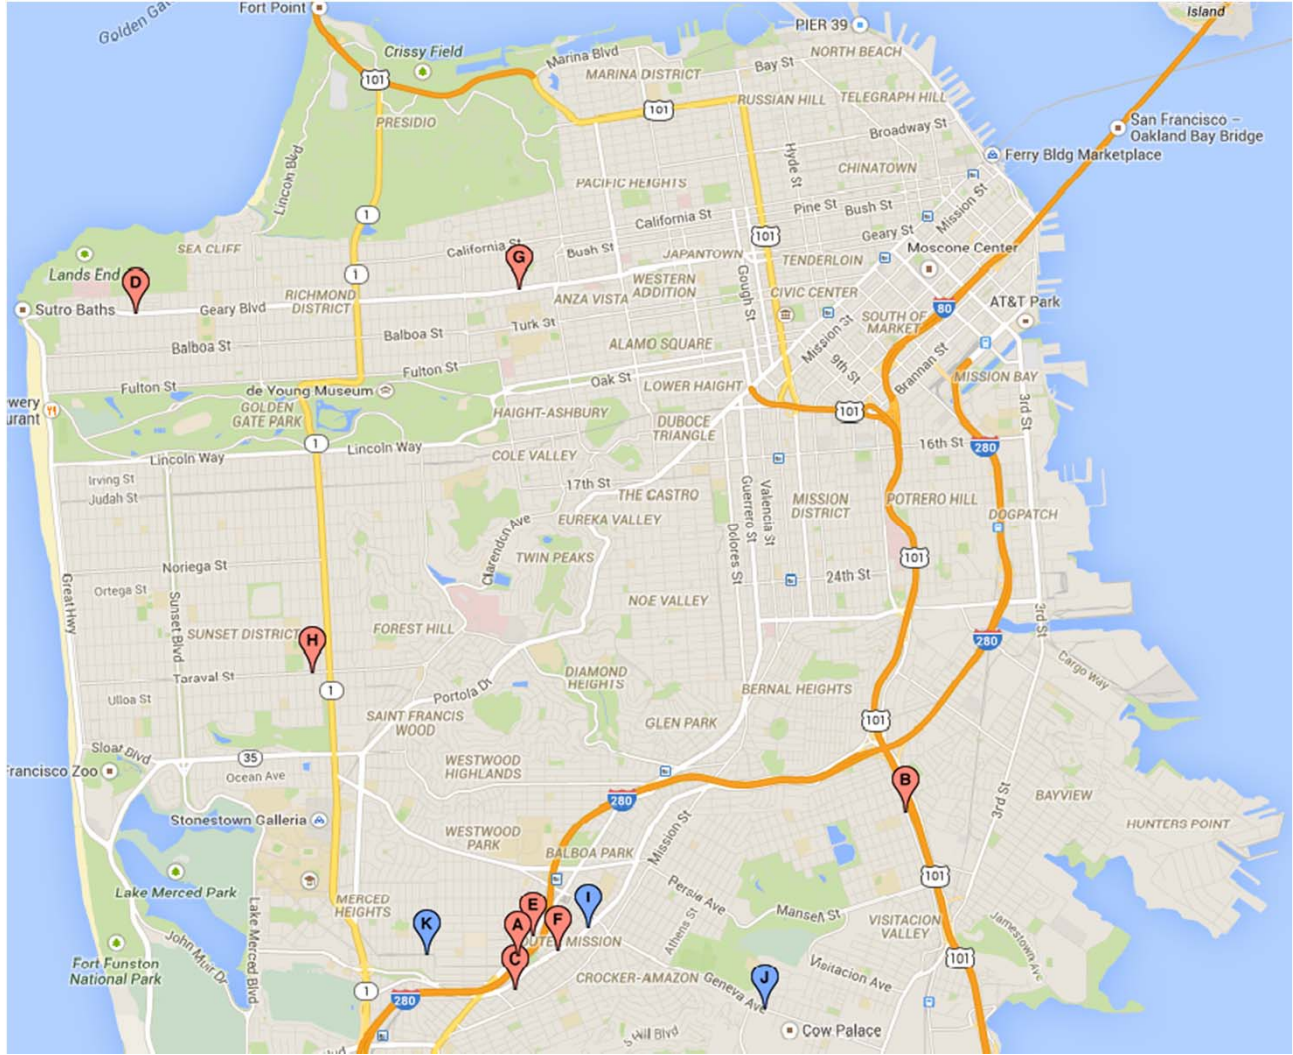 Golden Ga
Fort Point
PIER 39
Island
Crissy Field
Marina Blvd
NORTH BEACH
101
MARINA DISTRICT
Bay St
RUSSIAN HILL
TELEGRAPH HILL
101
PRESIDIO
Broadway St
San Francisco –
Oakland Bay Bridge
Lincoln Blvd
Hyde St
Ferry Bldg Marketplace
CHINATOWN
PACIFIC HEIGHTS
Mission St
1
California St
Pine St
Bush St
SEA CLIFF
California St
Bush St
101
Geary St
Moscone Center
Lands End
G
JAPANTOWN
TENDERLOIN
1
D
WESTERN
ADDITION
Gough St
CIVIC CENTER
Sutro Baths
Geary Blvd
RICHMOND
DISTRICT
ANZA VISTA
80
AT&T Park
Balboa St
Balboa St
Turk St
ALAMO SQUARE
Mission St
SOUTH OF
MARKET
9th St
Brannan St
Fulton St
Fulton St
Oak St
LOWER HAIGHT
MISSION BAY
de Young Museum
GOLDEN
GATE PARK
HAIGHT-ASHBURY
DUBOCE
TRIANGLE
101
3rd St
ewery
urant
1
Lincoln Way
Lincoln Way
COLE VALLEY
16th St
280
Irving St
Judah St
17th St
THE CASTRO
Guerrero St
Valencia St
MISSION
DISTRICT
POTRERO HILL
EUREKA VALLEY
DOGPATCH
Clarendon Ave
TWIN PEAKS
Dolores St
101
Noriega St
Ortega St
24th St
Great Hwy
Sunset Blvd
NOE VALLEY
3rd St
SUNSET DISTRICT
H
FOREST HILL
280
Taraval St
DIAMOND
HEIGHTS
Cargo Way
Ulloa St
1
Portola Dr
BERNAL HEIGHTS
SAINT FRANCIS
WOOD
GLEN PARK
101
Sloat Blvd
35
WESTWOOD
HIGHLANDS
Francisco Zoo
Ocean Ave
B
280
3rd St
BAYVIEW
Stonestown Galleria
WESTWOOD
PARK
Mission St
HUNTERS POINT
BALBOA PARK
101
Lake Merced Park
MERCED
HEIGHTS
Persia Ave
K
E
I
A
F
Mansell St
VISITACION
VALLEY
Athens St
Jamestown Ave
John Muir Dr
Lake Merced Blvd
OUTER MISSION
C
101
Fort Funston
National Park
CROCKER-AMAZON
J
Geneva Ave
Visitacion Ave
1
280
Cow Palace
S Hill Blvd